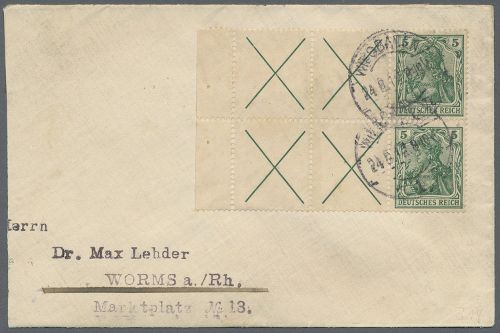 5
DEUTSCHES REICH
5
DEUTSCHES REICH
Herrn
Dr. Max Lehder
WORMS a./Rh.
Marktplatz № 13.